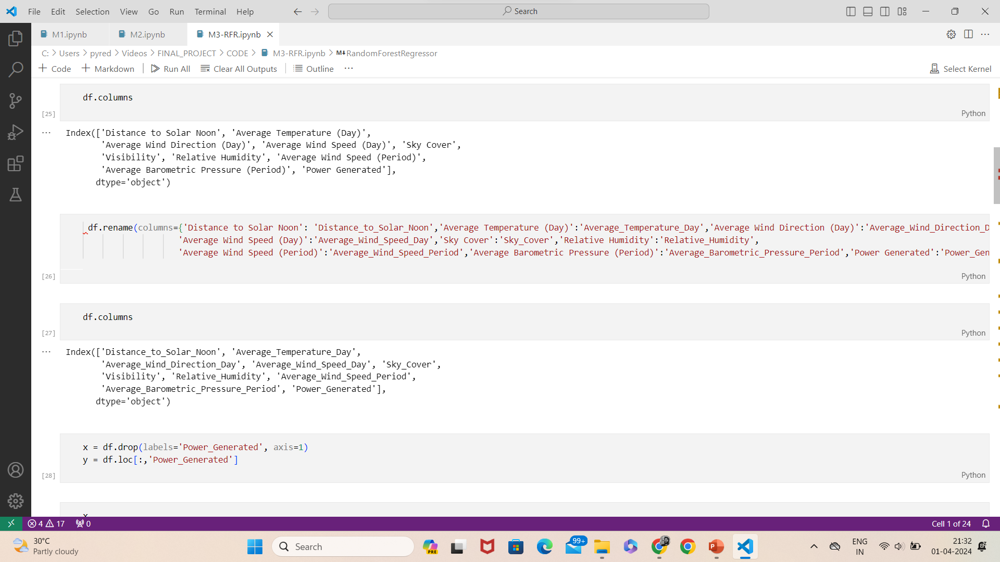 File Edit Selection View Go Run Terminal Help
Search
M1.ipynb M2.ipynb M3-RFR.ipynb
C: > Users > pyred > Videos > FINAL_PROJECT > CODE > M3-RFR.ipynb > M↓RandomForestRegressor
+ Code + Markdown | Run All Clear All Outputs | Outline ... Select Kernel
df.columns
[25] Python
... Index(['Distance to Solar Noon', 'Average Temperature (Day)',
'Average Wind Direction (Day)', 'Average Wind Speed (Day)', 'Sky Cover',
'Visibility', 'Relative Humidity', 'Average Wind Speed (Period)',
'Average Barometric Pressure (Period)', 'Power Generated'],
dtype='object')
df.rename(columns={'Distance to Solar Noon': 'Distance_to_Solar_Noon','Average Temperature (Day)':'Average_Temperature_Day','Average Wind Direction (Day)':'Average_Wind_Direction_D
'Average Wind Speed (Day)':'Average_Wind_Speed_Day','Sky Cover':'Sky_Cover','Relative Humidity':'Relative_Humidity',
'Average Wind Speed (Period)':'Average_Wind_Speed_Period','Average Barometric Pressure (Period)':'Average_Barometric_Pressure_Period','Power Generated':'Power_Gen
[26] Python
df.columns
[27] Python
... Index(['Distance_to_Solar_Noon', 'Average_Temperature_Day',
'Average_Wind_Direction_Day', 'Average_Wind_Speed_Day', 'Sky_Cover',
'Visibility', 'Relative_Humidity', 'Average_Wind_Speed_Period',
'Average_Barometric_Pressure_Period', 'Power_Generated'],
dtype='object')
x = df.drop(labels='Power_Generated', axis=1)
y = df.loc[:,'Power_Generated']
[28] Python
x
4 17 0 Cell 1 of 24
30°C
Partly cloudy
Search
PRE
99+
ENG
IN
21:32
01-04-2024